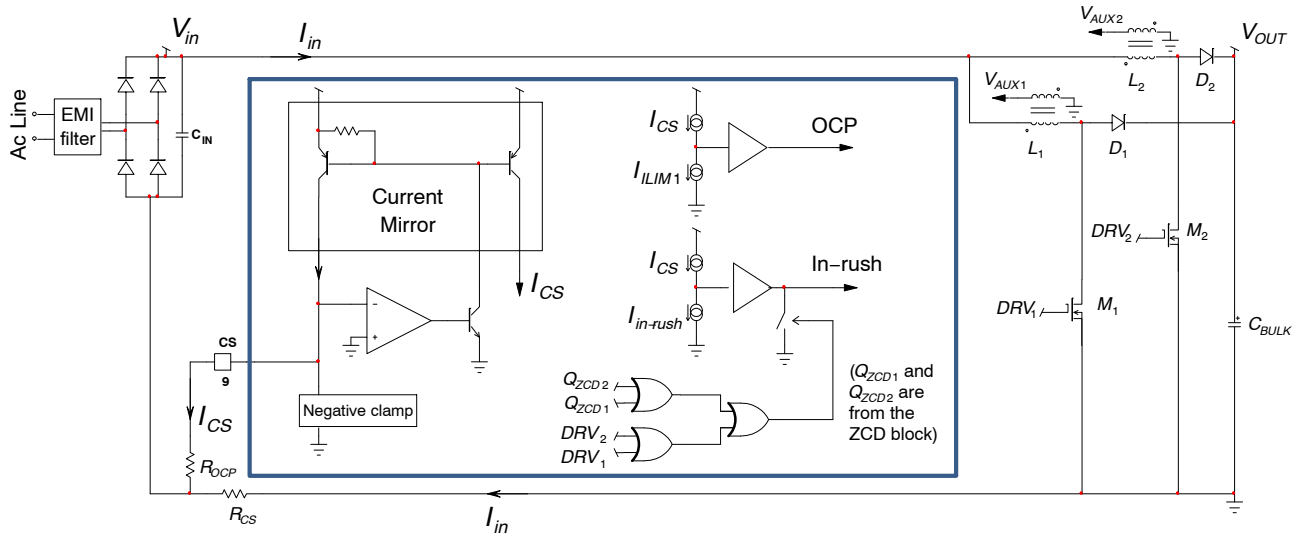 V_AUX2
V_in
I_in
V_OUT
L_2
D_2
V_AUX1
Ac Line
EMI
filter
C_IN
I_CS
OCP
L_1
D_1
I_ILIM1
Current
Mirror
DRV_2
M_2
I_CS
I_CS
In-rush
I_in-rush
DRV_1
M_1
C_BULK
-
+
CS
9
(Q_ZCD1 and
Q_ZCD2 are
from the
ZCD block)
Q_ZCD2
Q_ZCD1
Negative clamp
I_CS
DRV_2
DRV_1
R_OCP
R_CS
I_in